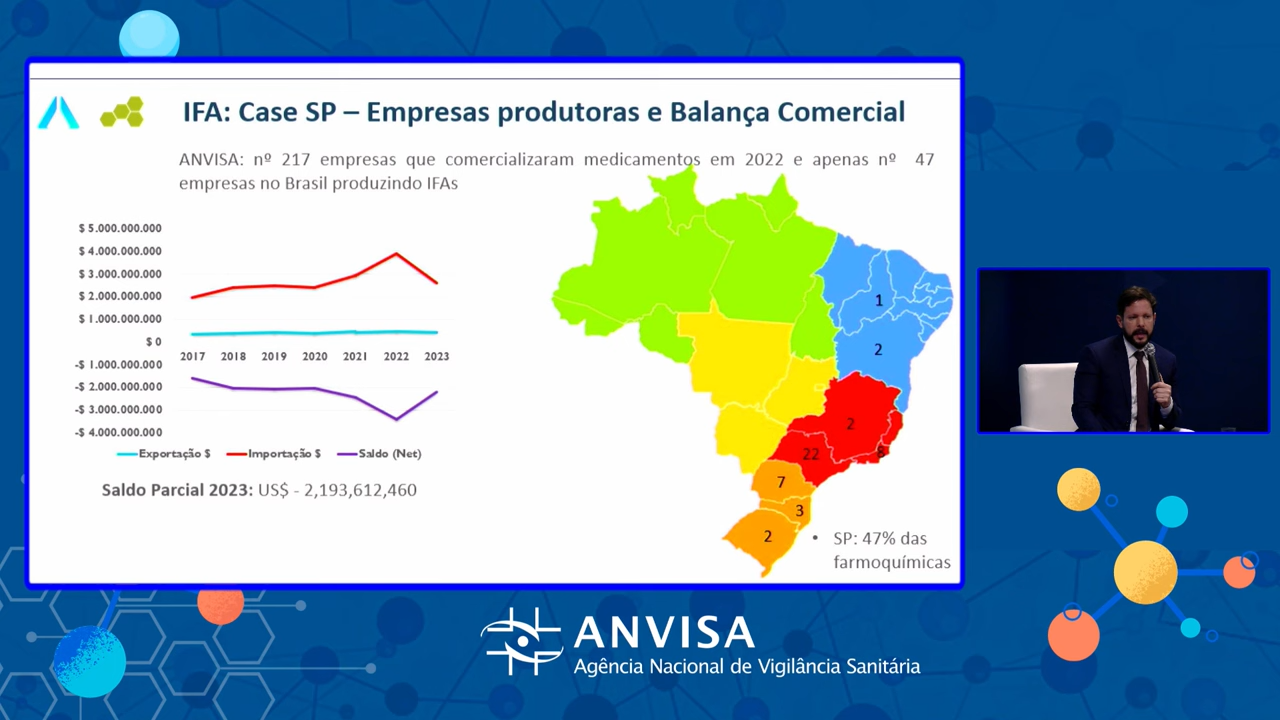 IFA: Case SP – Empresas produtoras e Balança Comercial
ANVISA: nº 217 empresas que comercializaram medicamentos em 2022 e apenas nº 47
empresas no Brasil produzindo IFAs
$ 5.000.000.000
$ 4.000.000.000
$ 3.000.000.000
$ 2.000.000.000
$ 1.000.000.000
$ 0
2017 2018 2019 2020 2021 2022 2023
-$ 1.000.000.000
-$ 2.000.000.000
-$ 3.000.000.000
-$ 4.000.000.000
Exportação $ Importação $ Saldo (Net)
Saldo Parcial 2023: US$ - 2,193,612,460
1
2
2
22
8
7
3
2
• SP: 47% das
farmoquímicas
ANVISA
Agência Nacional de Vigilância Sanitária